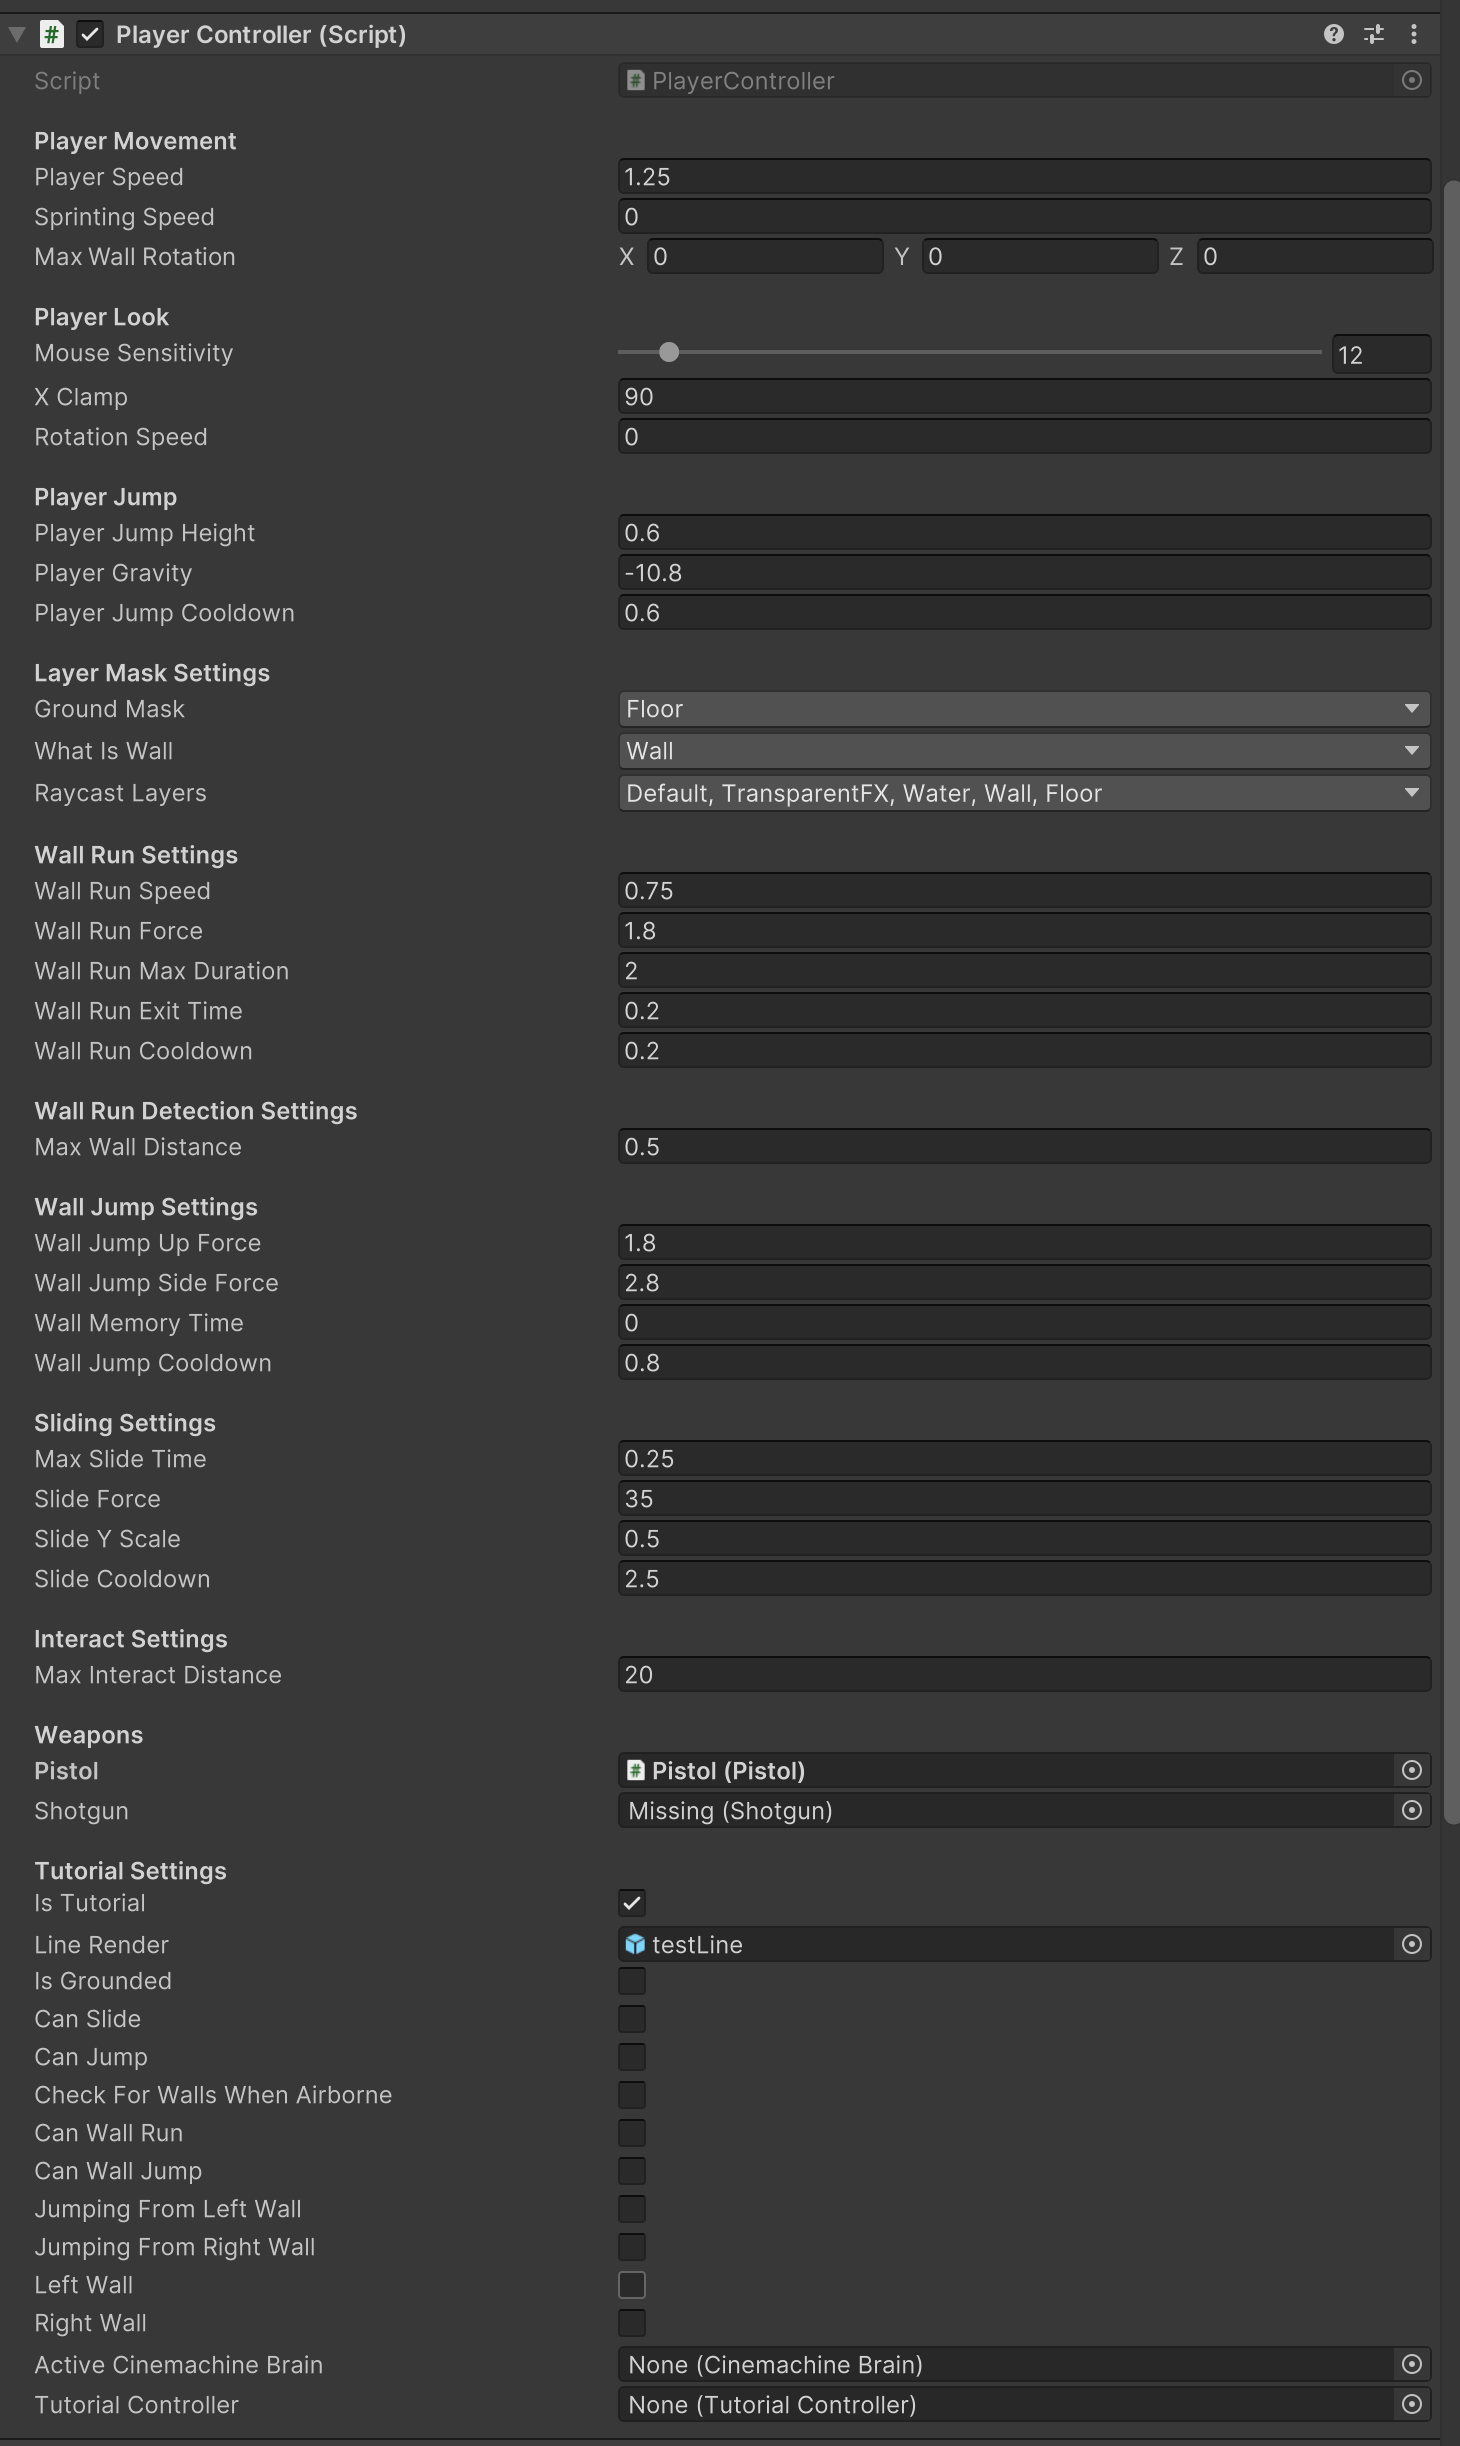 Player Controller (Script)
Script PlayerController
Player Movement
Player Speed 1.25
Sprinting Speed 0
Max Wall Rotation X 0 Y 0 Z 0
Player Look
Mouse Sensitivity 12
X Clamp 90
Rotation Speed 0
Player Jump
Player Jump Height 0.6
Player Gravity -10.8
Player Jump Cooldown 0.6
Layer Mask Settings
Ground Mask Floor
What Is Wall Wall
Raycast Layers Default, TransparentFX, Water, Wall, Floor
Wall Run Settings
Wall Run Speed 0.75
Wall Run Force 1.8
Wall Run Max Duration 2
Wall Run Exit Time 0.2
Wall Run Cooldown 0.2
Wall Run Detection Settings
Max Wall Distance 0.5
Wall Jump Settings
Wall Jump Up Force 1.8
Wall Jump Side Force 2.8
Wall Memory Time 0
Wall Jump Cooldown 0.8
Sliding Settings
Max Slide Time 0.25
Slide Force 35
Slide Y Scale 0.5
Slide Cooldown 2.5
Interact Settings
Max Interact Distance 20
Weapons
Pistol Pistol (Pistol)
Shotgun Missing (Shotgun)
Tutorial Settings
Is Tutorial
Line Render testLine
Is Grounded
Can Slide
Can Jump
Check For Walls When Airborne
Can Wall Run
Can Wall Jump
Jumping From Left Wall
Jumping From Right Wall
Left Wall
Right Wall
Active Cinemachine Brain None (Cinemachine Brain)
Tutorial Controller None (Tutorial Controller)